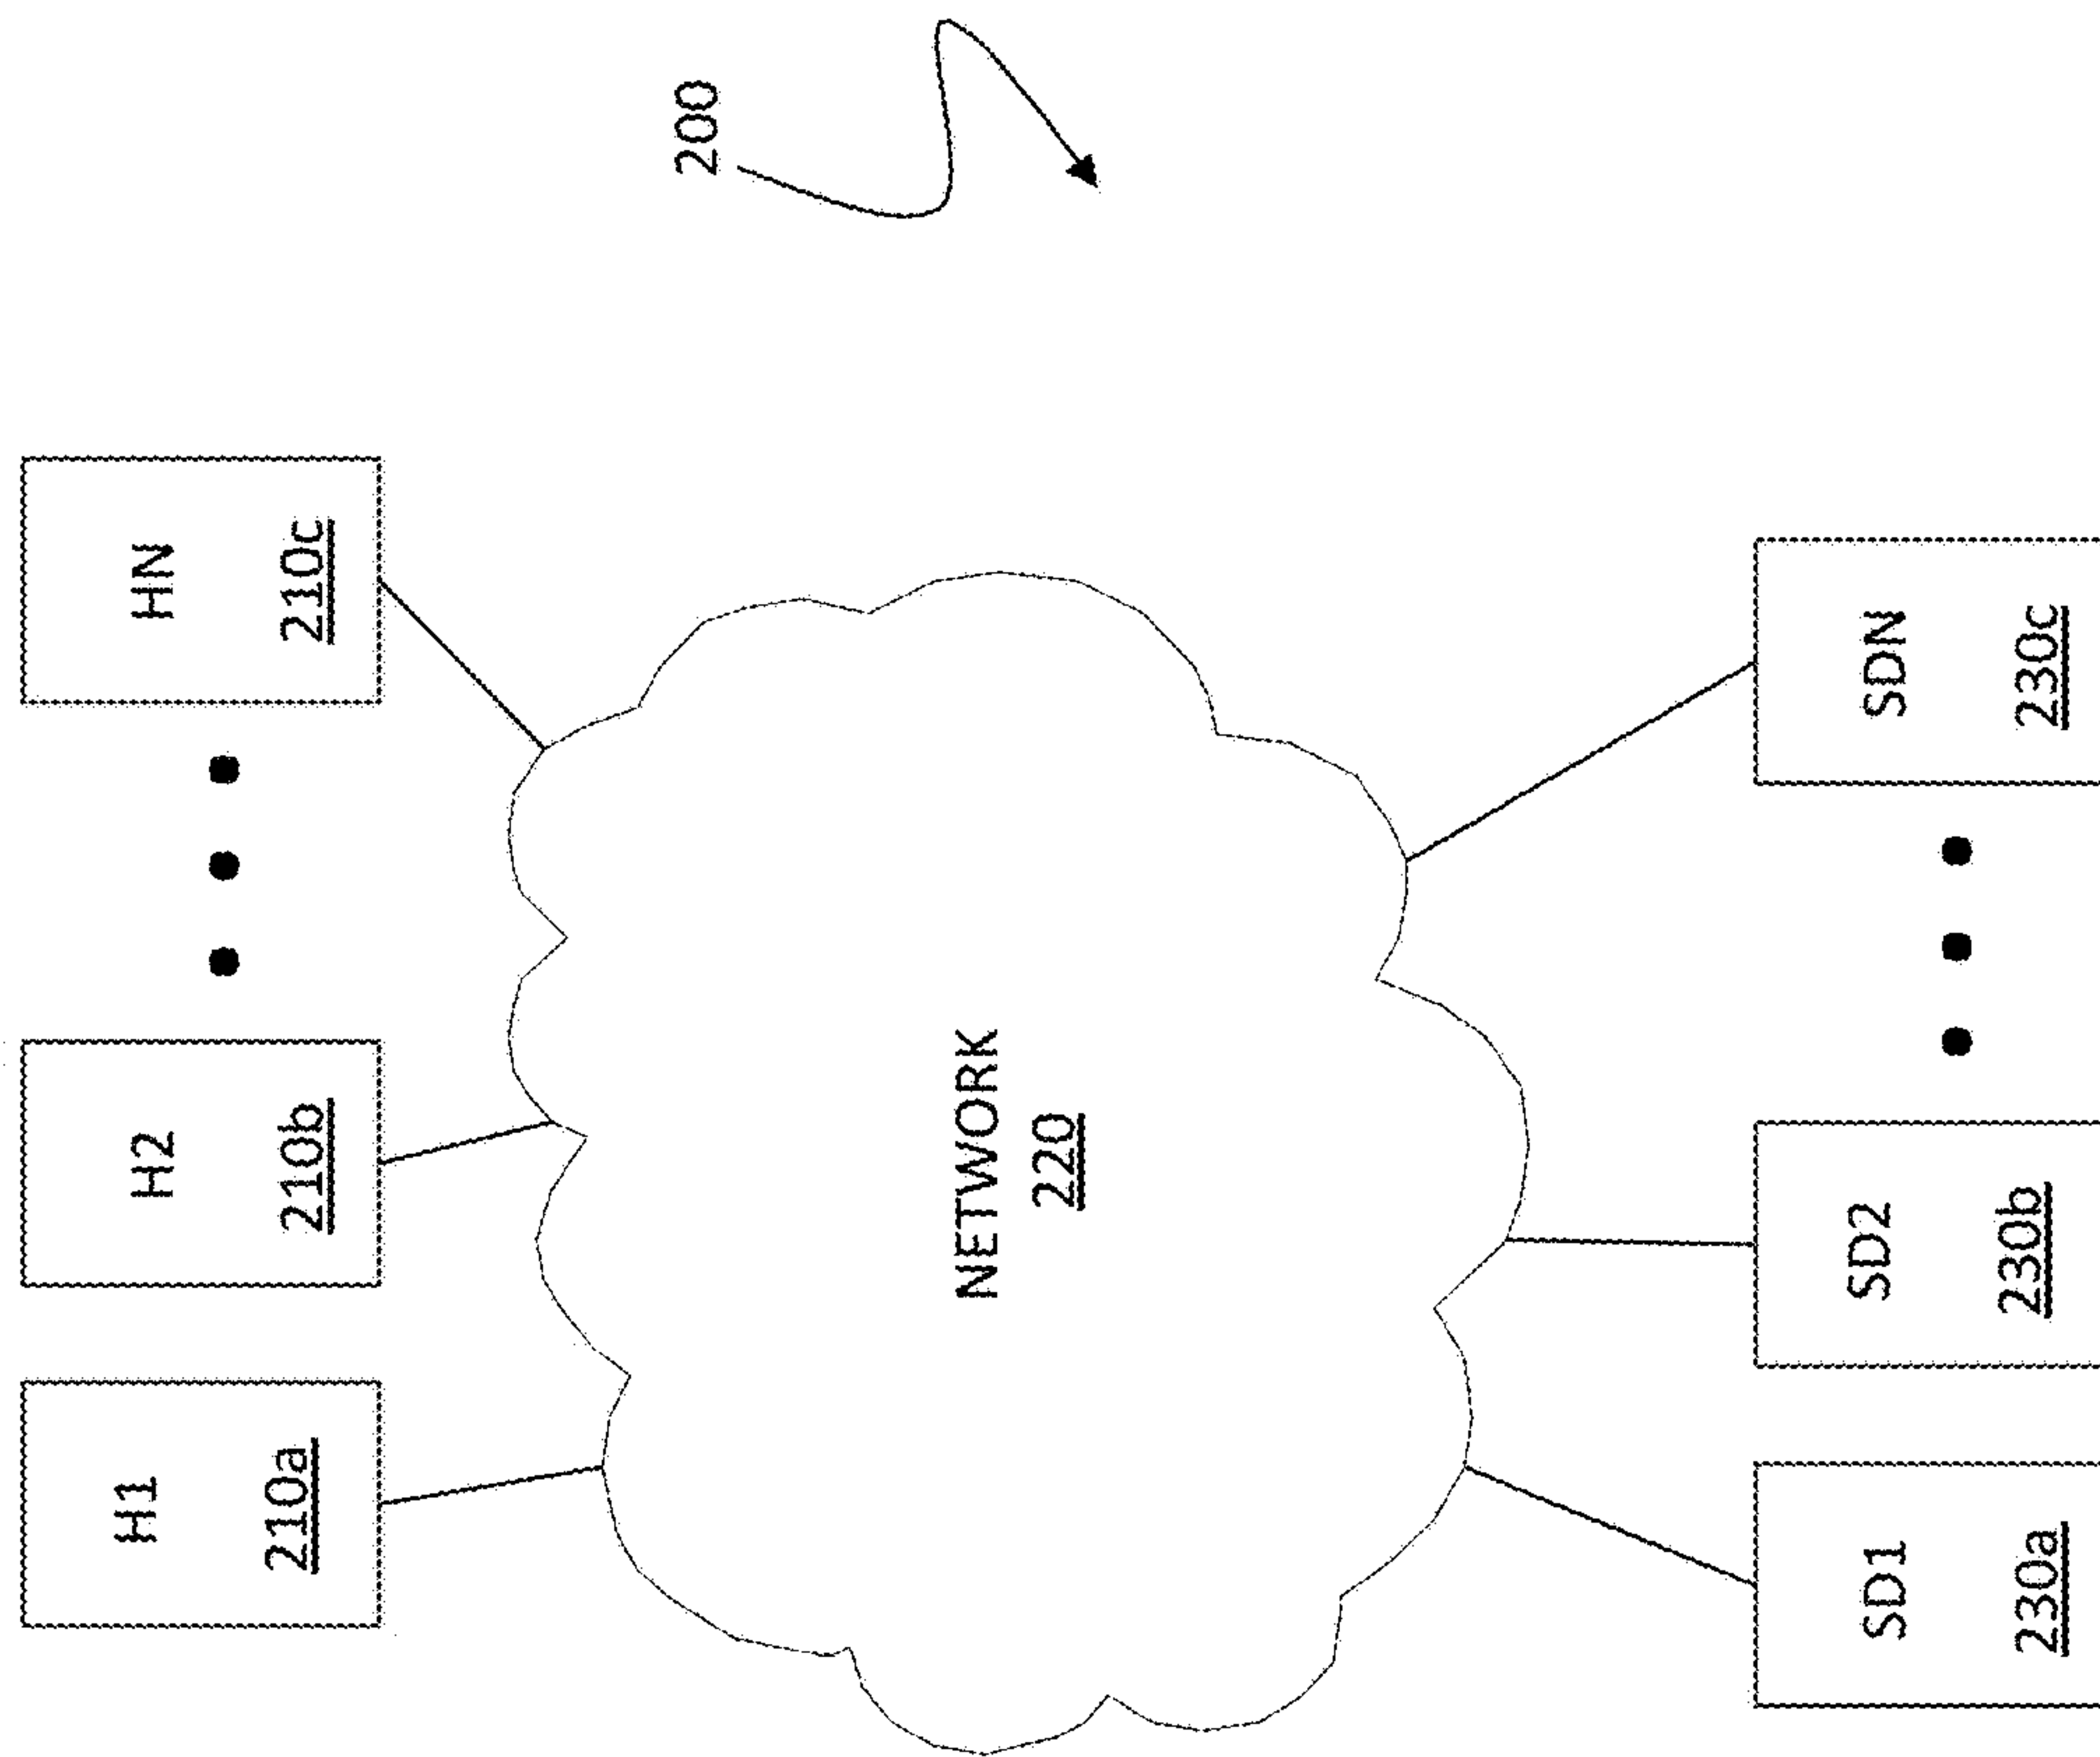 H1
210a
H2
210b
HN
210c
200
NETWORK
220
SD1
230a
SD2
230b
SDN
230c